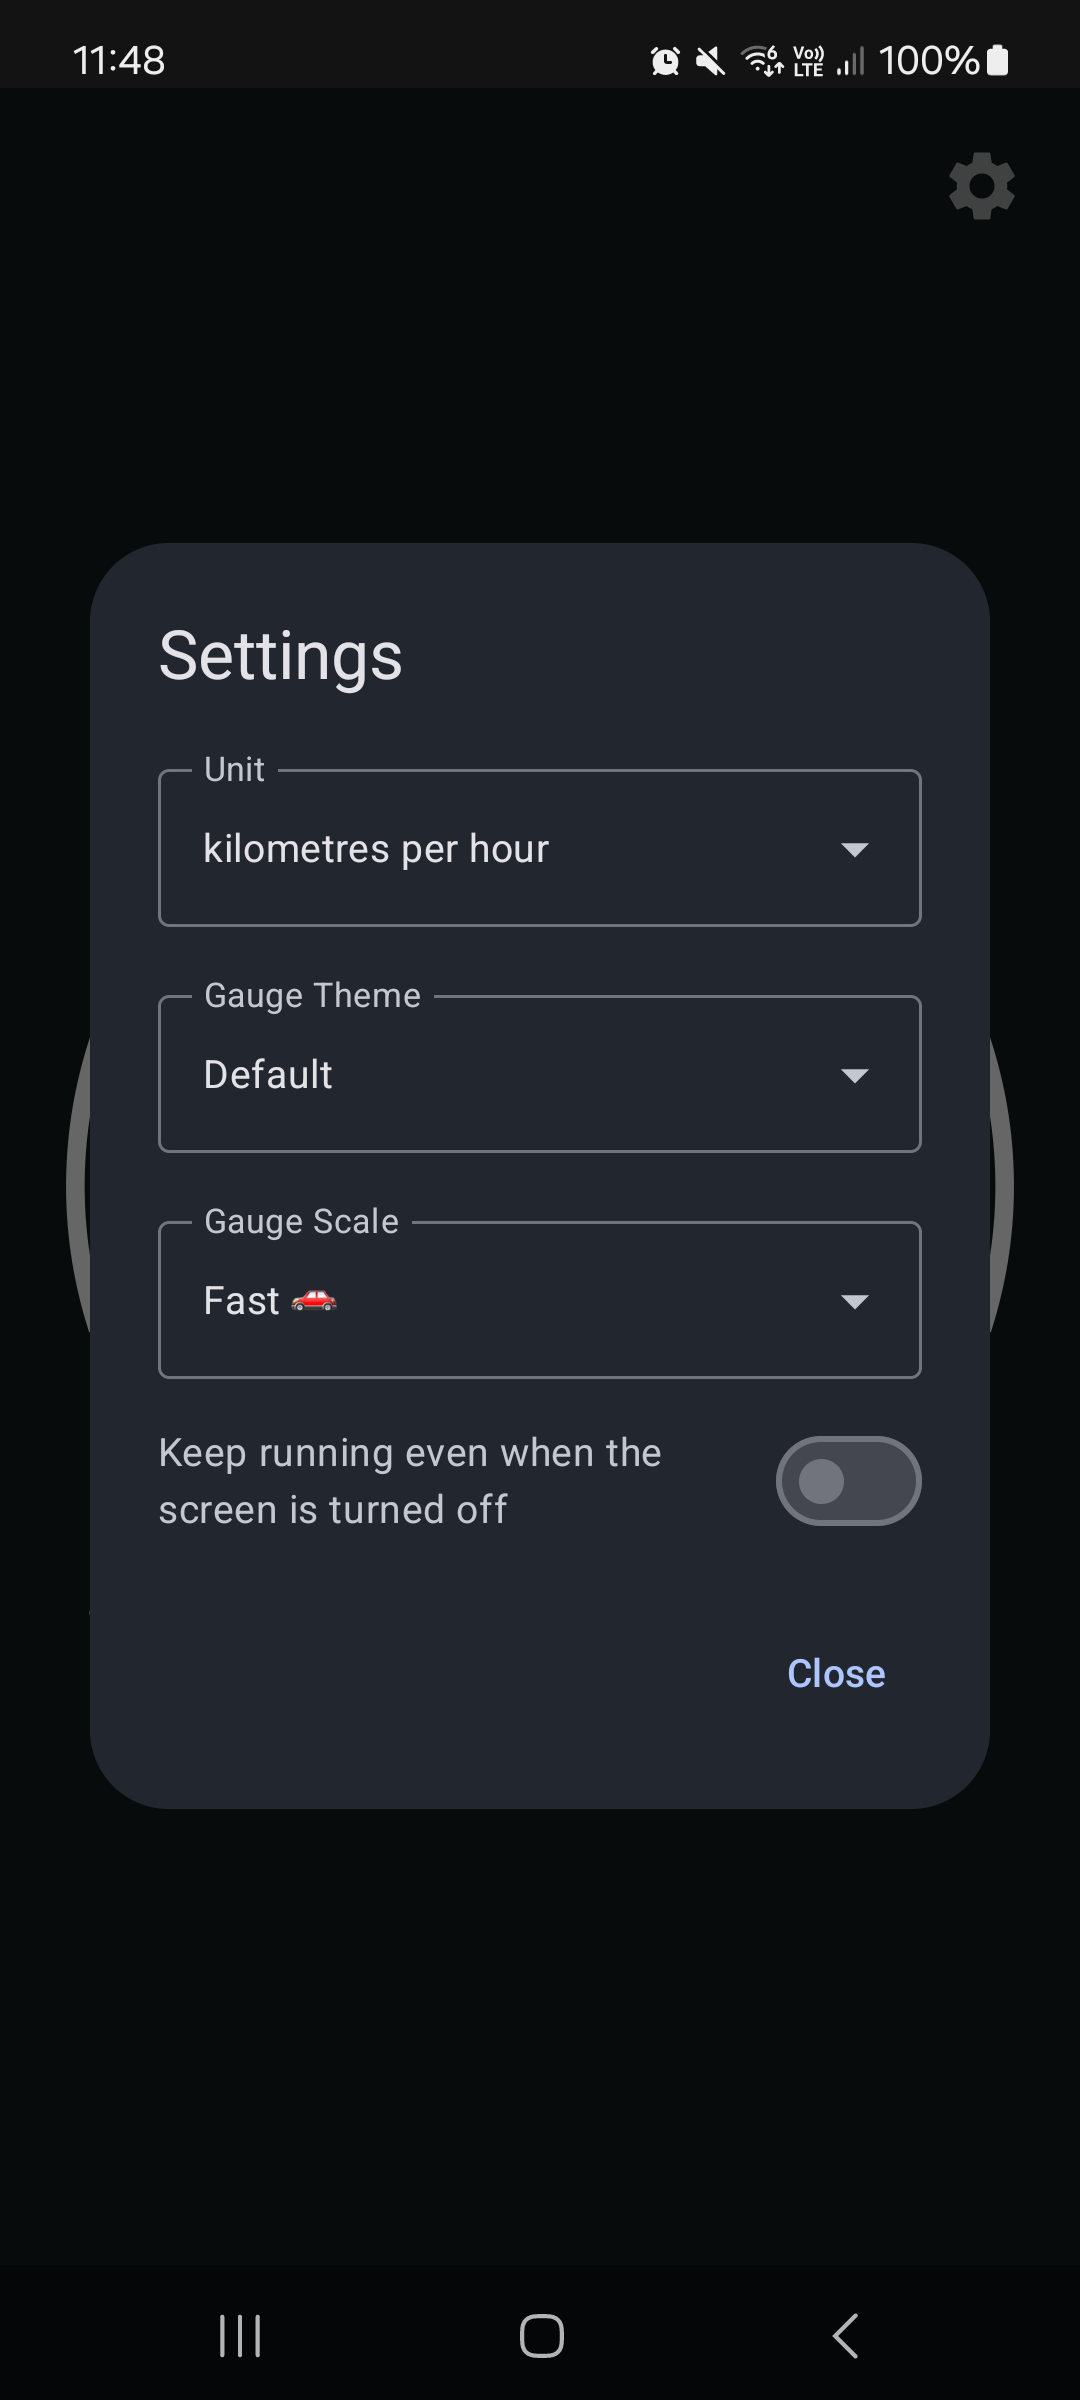 11:48
6
Vo))
LTE
100%
Settings
Unit
kilometres per hour
Gauge Theme
Default
Gauge Scale
Fast 🚗
Keep running even when the
screen is turned off
Close